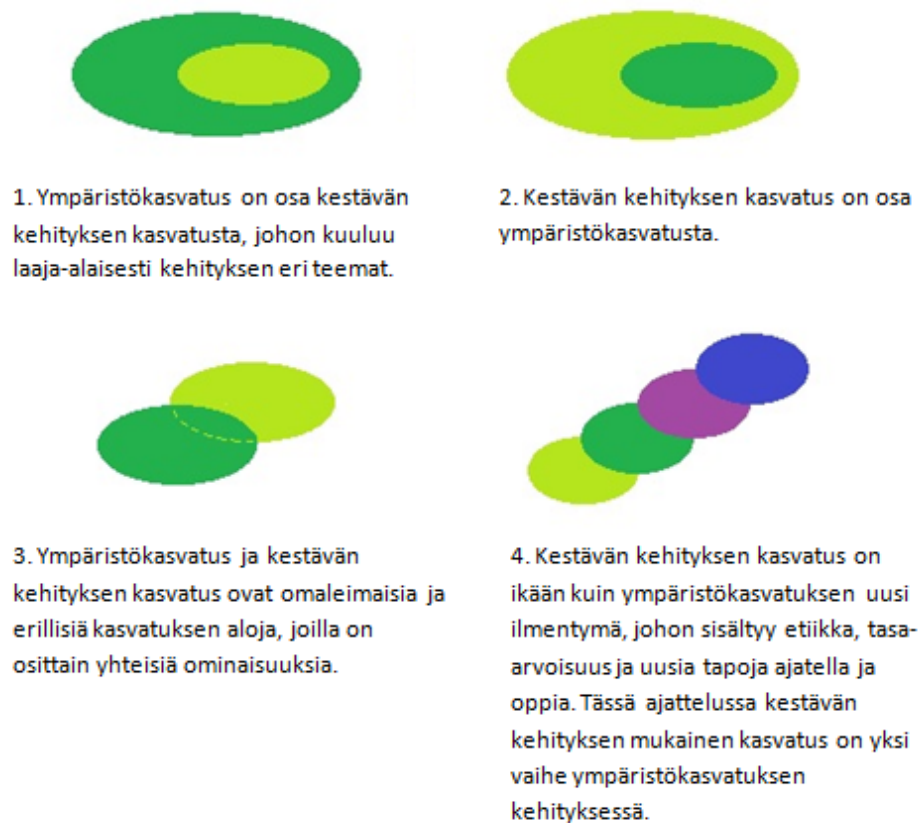 1. Ympäristökasvatus on osa kestävän
kehityksen kasvatusta, johon kuuluu
laaja-alaisesti kehityksen eri teemat.
2. Kestävän kehityksen kasvatus on osa
ympäristökasvatusta.
3. Ympäristökasvatus ja kestävän
kehityksen kasvatus ovat omaleimaisia ja
erillisiä kasvatuksen aloja, joilla on
osittain yhteisiä ominaisuuksia.
4. Kestävän kehityksen kasvatus on
ikään kuin ympäristökasvatuksen uusi
ilmentymä, johon sisältyy etiikka, tasa-
arvoisuus ja uusia tapoja ajatella ja
oppia. Tässä ajattelussa kestävän
kehityksen mukainen kasvatus on yksi
vaihe ympäristökasvatuksen
kehityksessä.